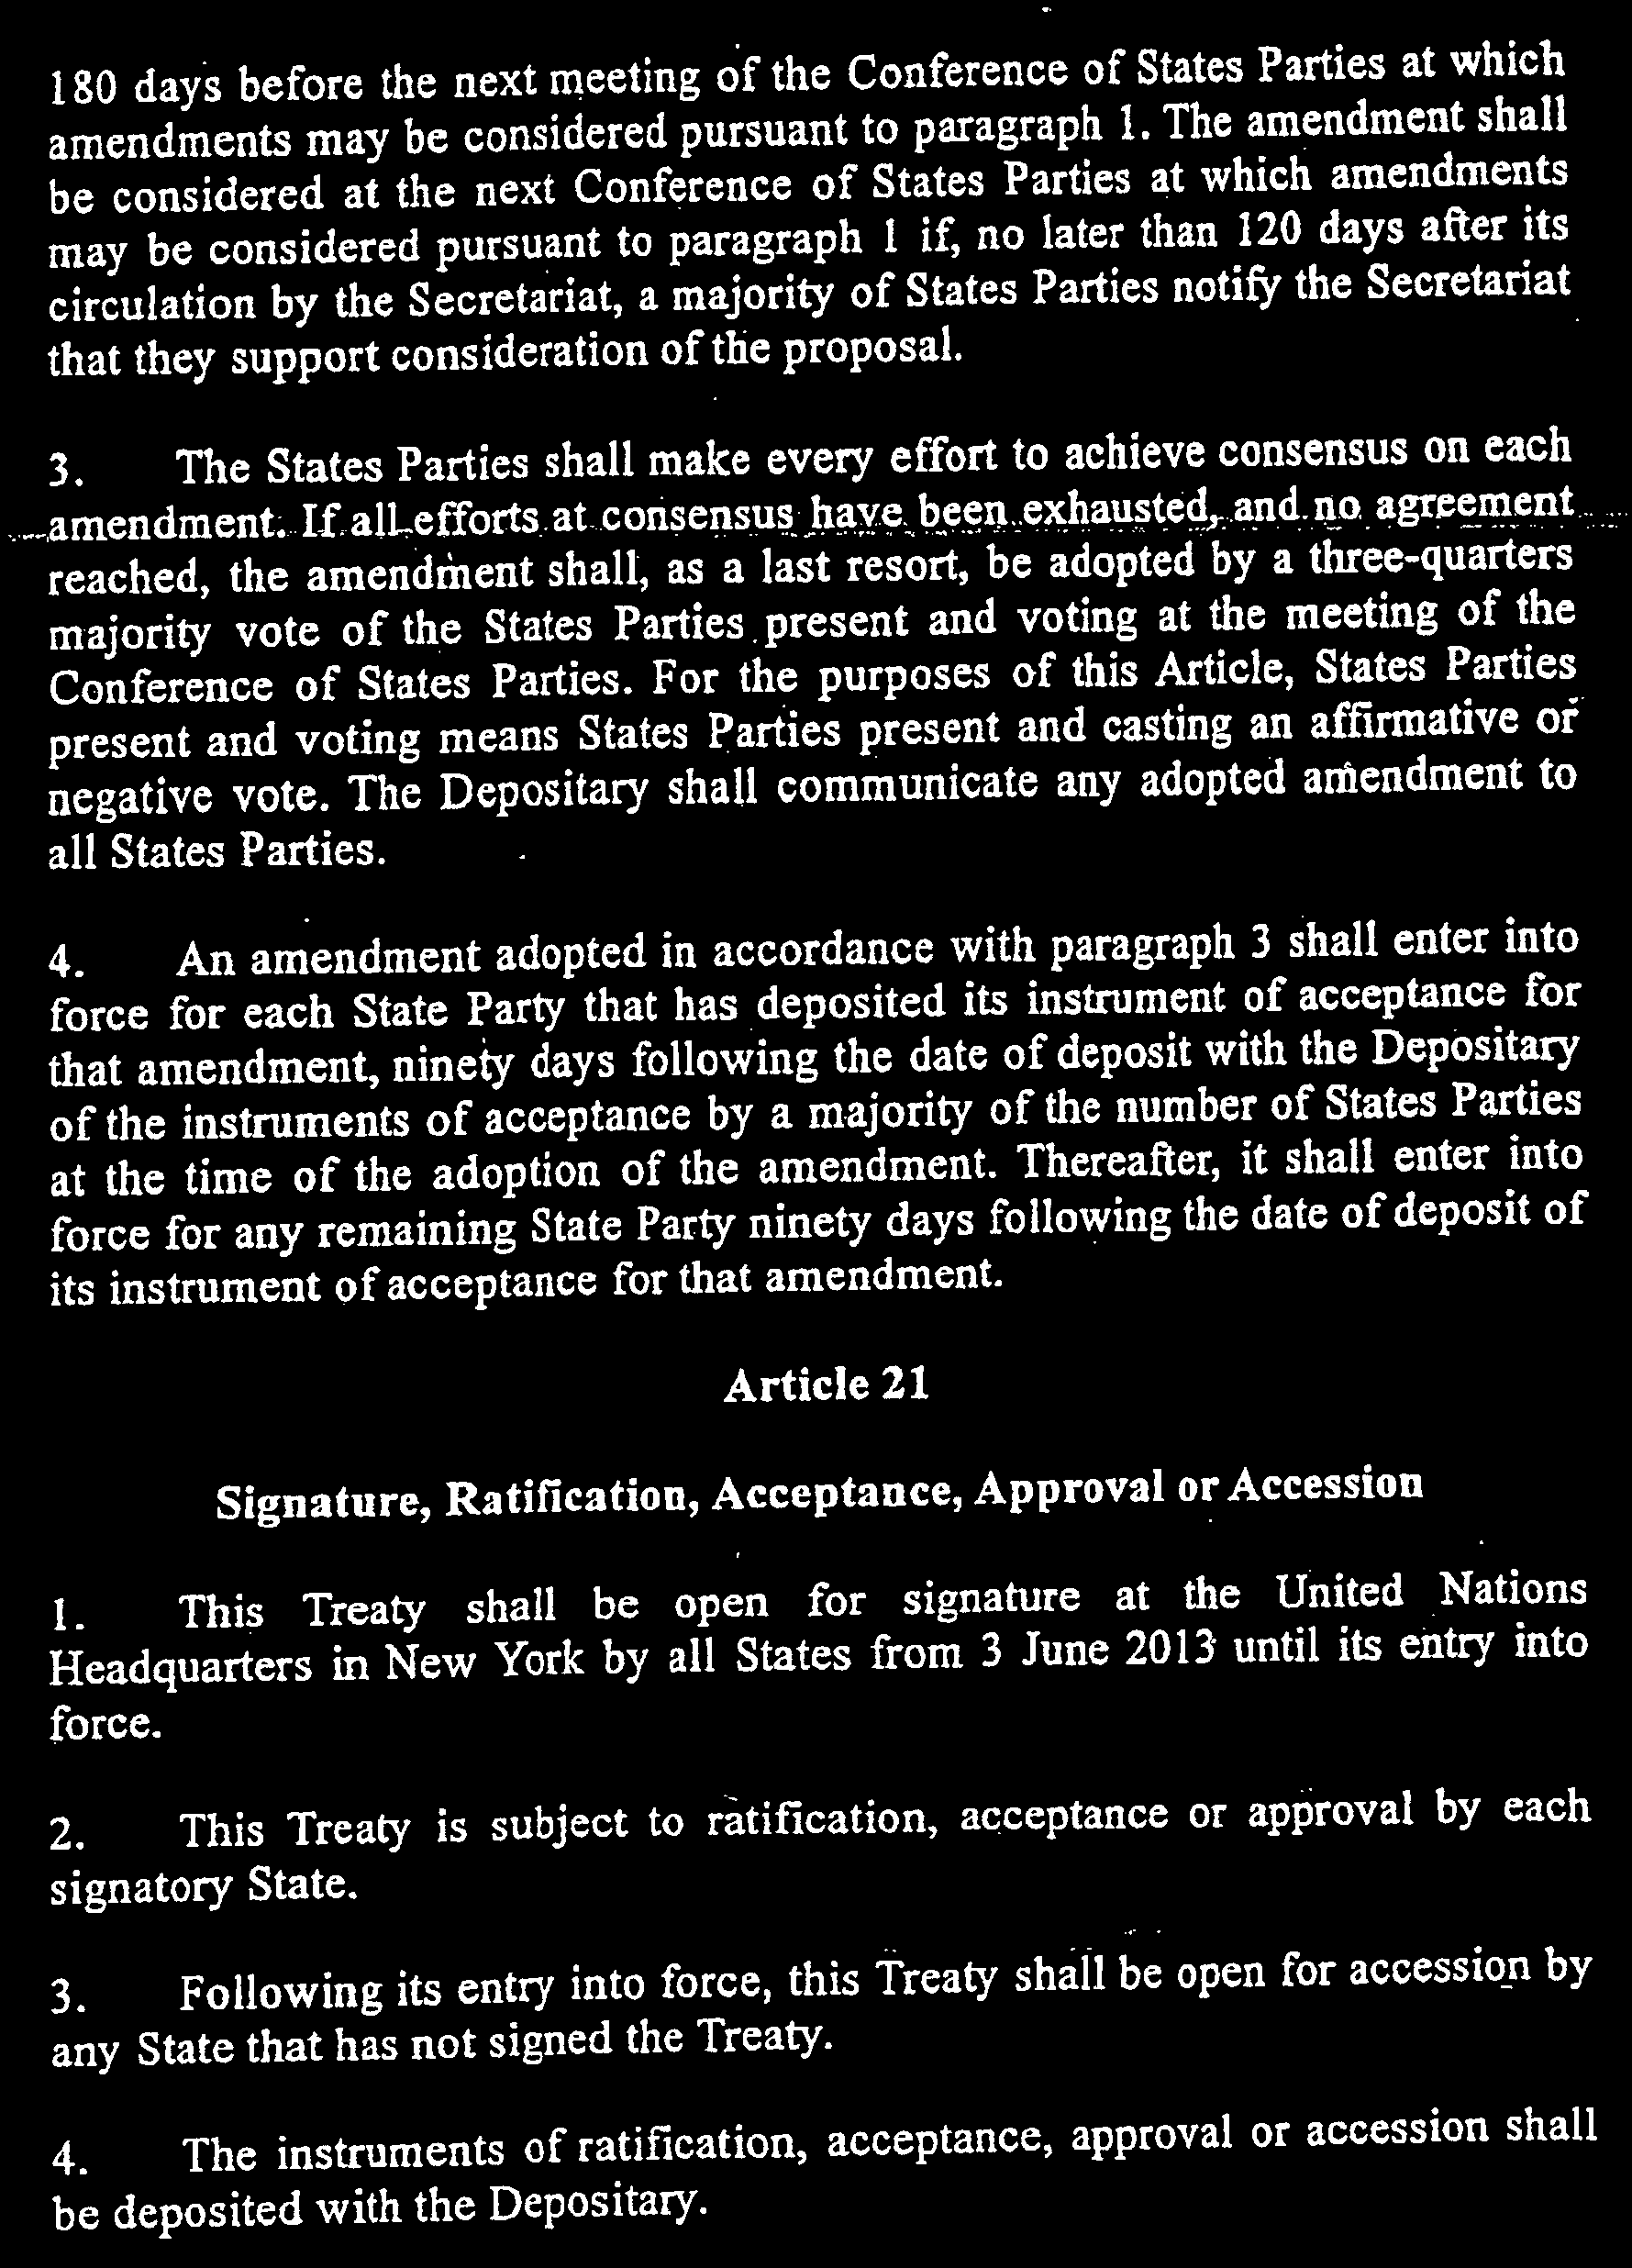 180 days before the next meeting of the Conference of States Parties at which
amendments may be considered pursuant to paragraph 1. The amendment shall
be considered at the next Conference of States Parties at which amendments
may be considered pursuant to paragraph 1 if, no later than 120 days after its
circulation by the Secretariat, a majority of States Parties notify the Secretariat
that they support consideration of the proposal.
3. The States Parties shall make every effort to achieve consensus on each
amendment. If all efforts at consensus have been exhausted, and no agreement
reached, the amendment shall, as a last resort, be adopted by a three-quarters
majority vote of the States Parties present and voting at the meeting of the
Conference of States Parties. For the purposes of this Article, States Parties
present and voting means States Parties present and casting an affirmative or
negative vote. The Depositary shall communicate any adopted amendment to
all States Parties.
4. An amendment adopted in accordance with paragraph 3 shall enter into
force for each State Party that has deposited its instrument of acceptance for
that amendment, ninety days following the date of deposit with the Depositary
of the instruments of acceptance by a majority of the number of States Parties
at the time of the adoption of the amendment. Thereafter, it shall enter into
force for any remaining State Party ninety days following the date of deposit of
its instrument of acceptance for that amendment.
Article 21
Signature, Ratification, Acceptance, Approval or Accession
1. This Treaty shall be open for signature at the United Nations
Headquarters in New York by all States from 3 June 2013 until its entry into
force.
2. This Treaty is subject to ratification, acceptance or approval by each
signatory State.
3. Following its entry into force, this Treaty shall be open for accession by
any State that has not signed the Treaty.
4. The instruments of ratification, acceptance, approval or accession shall
be deposited with the Depositary.